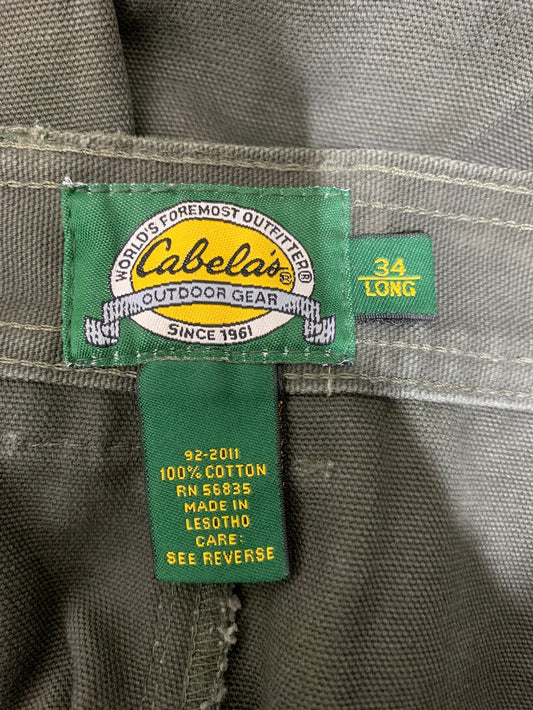 WORLD'S FOREMOST OUTFITTER®
Cabela's®
OUTDOOR GEAR
SINCE 1961
34
LONG
92-2011
100% COTTON
RN 56835
MADE IN
LESOTHO
CARE:
SEE REVERSE